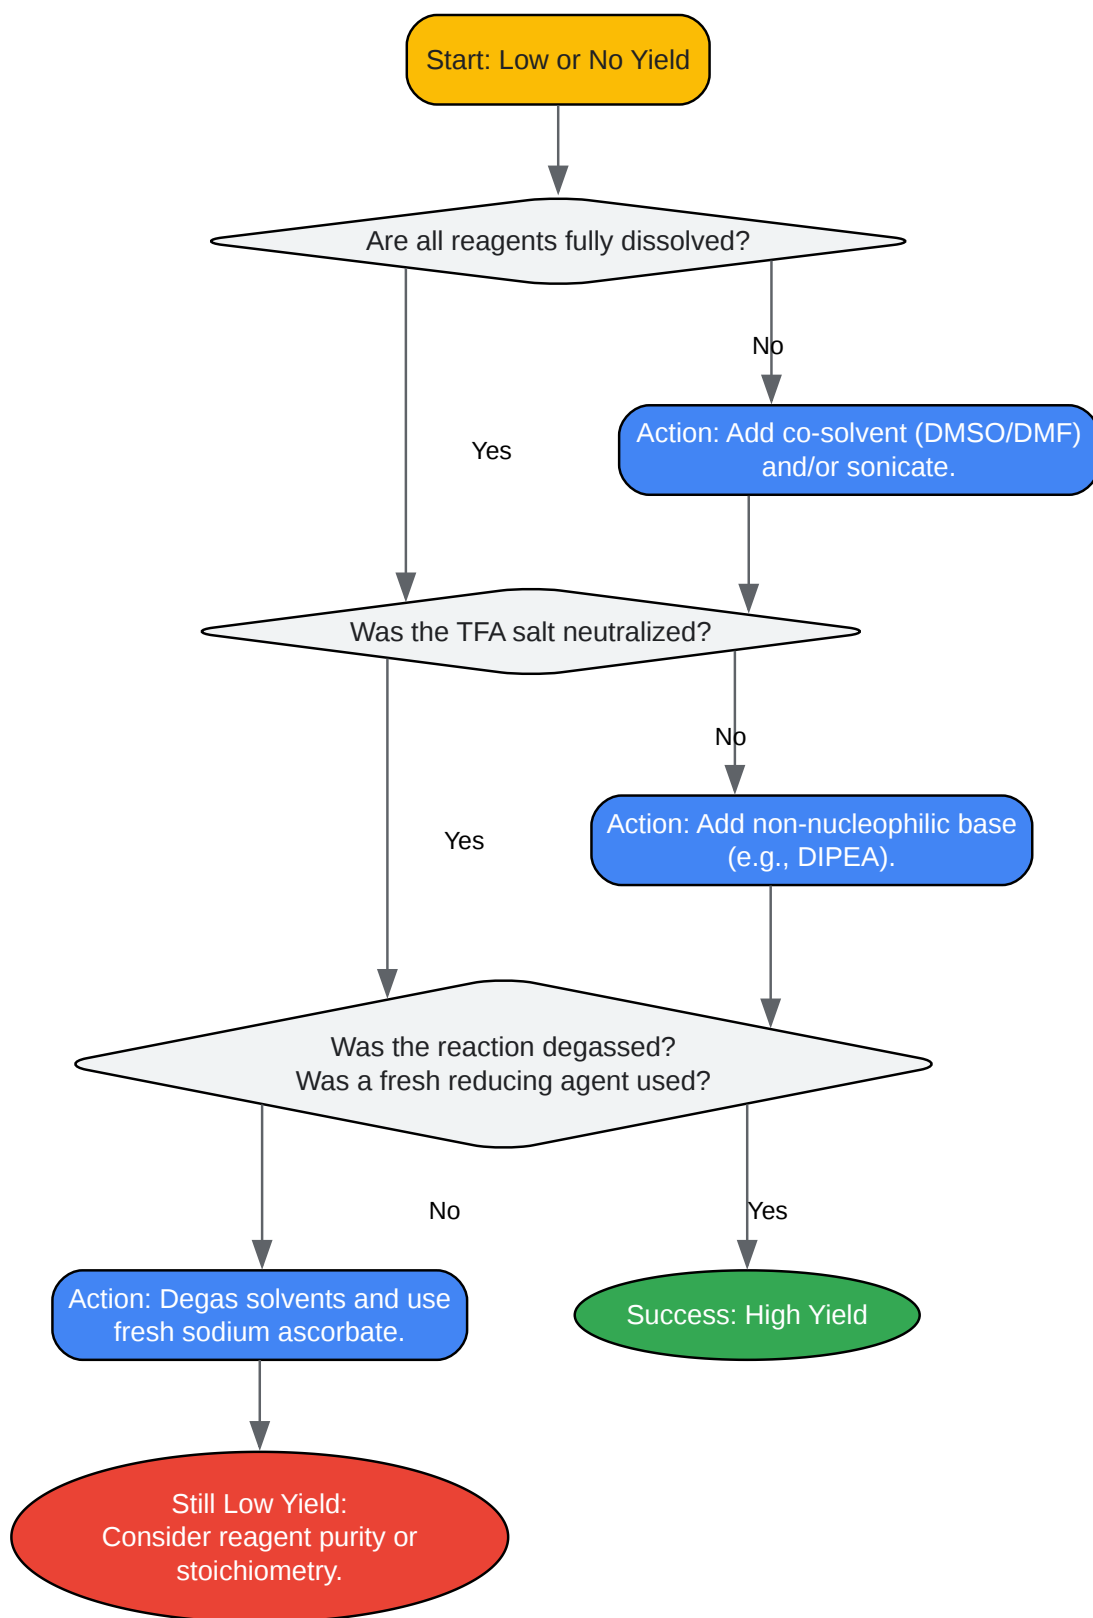 Start: Low or No Yield
Are all reagents fully dissolved?
No
Action: Add co-solvent (DMSO/DMF)
and/or sonicate.
Yes
Was the TFA salt neutralized?
No
Action: Add non-nucleophilic base
(e.g., DIPEA).
Yes
Was the reaction degassed?
Was a fresh reducing agent used?
No
Yes
Action: Degas solvents and use
fresh sodium ascorbate.
Success: High Yield
Still Low Yield:
Consider reagent purity or
stoichiometry.